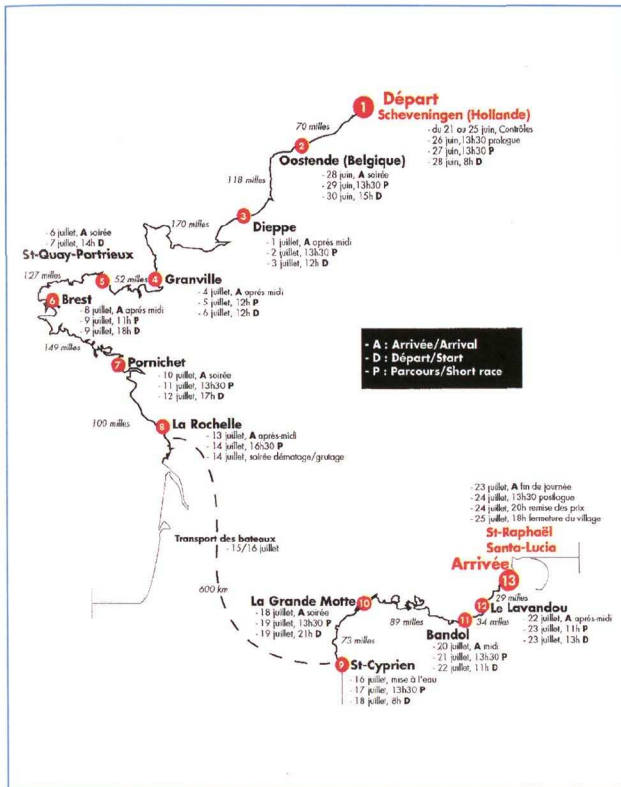 1
Départ
Scheveningen (Hollande)
- du 21 au 25 juin, Contrôles
- 26 juin, 13h30 prologue
- 27 juin, 13h30 P
- 28 juin, 8h D
70 milles
2
Oostende (Belgique)
- 28 juin, A soirée
- 29 juin, 13h30 P
- 30 juin, 15h D
118 milles
3
Dieppe
- 1 juillet, A après midi
- 2 juillet, 13h30 P
- 3 juillet, 12h D
170 milles
4
Granville
- 4 juillet, A après midi
- 5 juillet, 12h P
- 6 juillet, 12h D
52 milles
- 6 juillet, A soirée
- 7 juillet, 14h D
St-Quay-Portrieux
5
127 milles
6
Brest
- 8 juillet, A après midi
- 9 juillet, 11h P
- 9 juillet, 18h D
149 milles
7
Pornichet
- 10 juillet, A soirée
- 11 juillet, 13h30 P
- 12 juillet, 17h D
100 milles
8
La Rochelle
- 13 juillet, A après-midi
- 14 juillet, 16h30 P
- 14 juillet, soirée dématage/grutage
- A : Arrivée/Arrival
- D : Départ/Start
- P : Parcours/Short race
Transport des bateaux
- 15/16 juillet
600 km
9
St-Cyprien
- 16 juillet, mise à l'eau
- 17 juillet, 13h30 P
- 18 juillet, 8h D
73 milles
La Grande Motte
10
- 18 juillet, A soirée
- 19 juillet, 13h30 P
- 19 juillet, 21h D
89 milles
11
Bandol
- 20 juillet, A midi
- 21 juillet, 13h30 P
- 22 juillet, 11h D
34 milles
12
Le Lavandou
- 22 juillet, A après-midi
- 23 juillet, 11h P
- 23 juillet, 13h D
29 milles
- 23 juillet, A fin de journée
- 24 juillet, 13h30 postlogue
- 24 juillet, 20h remise des prix
- 25 juillet, 18h fermeture du village
St-Raphaël
Santa-Lucia
Arrivée
13